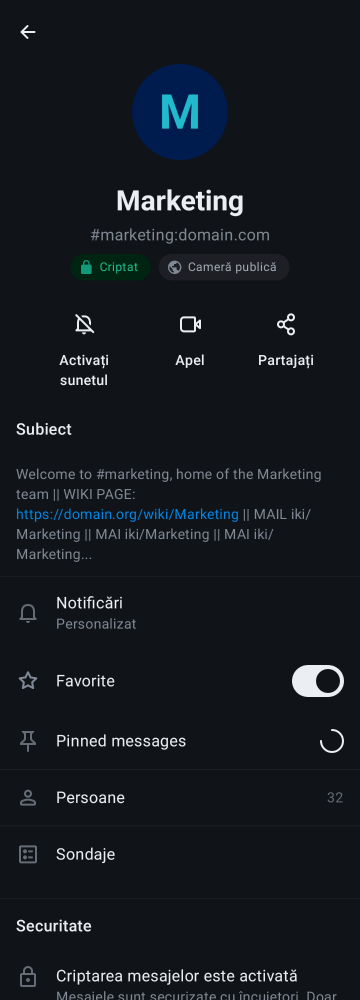 M
Marketing
#marketing:domain.com
Criptat
Cameră publică
Activați
sunetul
Apel
Partajați
Subiect
Welcome to #marketing, home of the Marketing
team || WIKI PAGE:
https://domain.org/wiki/Marketing || MAIL iki/
Marketing || MAI iki/Marketing || MAI iki/
Marketing...
Notificări
Personalizat
Favorite
Pinned messages
Persoane 32
Sondaje
Securitate
Criptarea mesajelor este activată
Mesajele sunt securizate cu încuietori. Doar